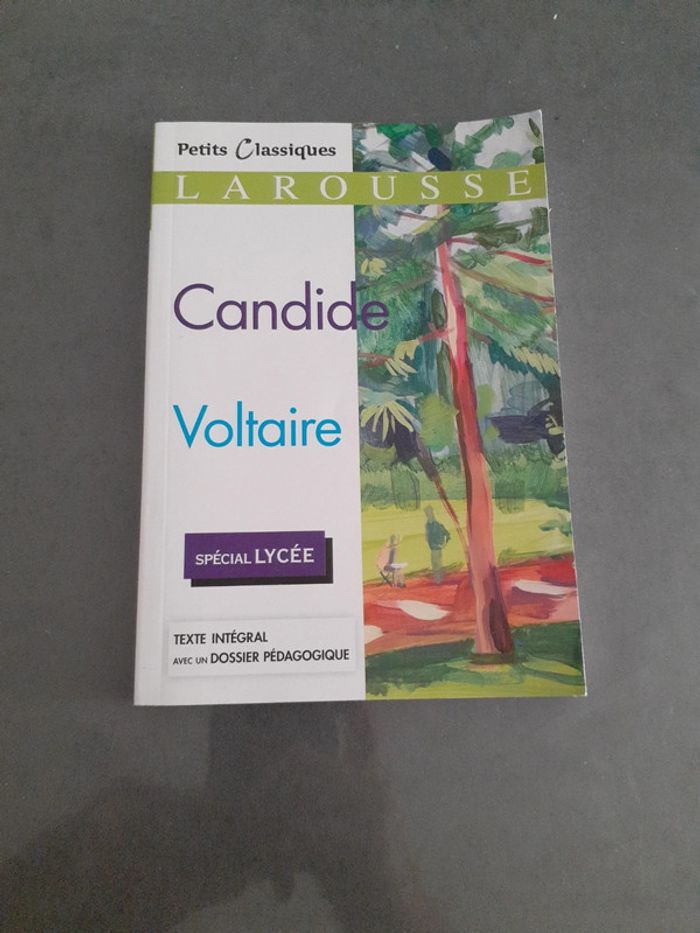 Petits Classiques
LAROUSSE
Candide
Voltaire
SPÉCIAL LYCÉE
TEXTE INTÉGRAL
AVEC UN DOSSIER PÉDAGOGIQUE